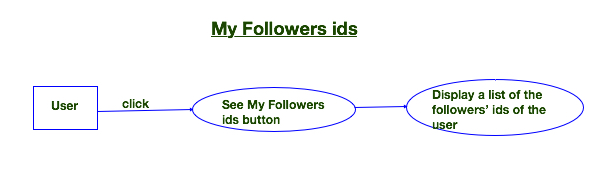 My Followers ids
User
click
See My Followers
ids button
Display a list of the
followers' ids of the
user